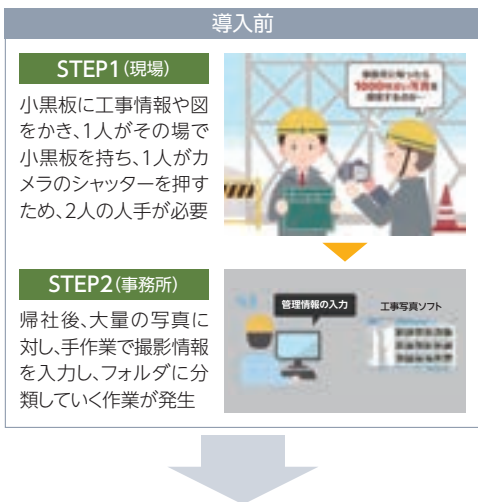 導入前
STEP1(現場)
小黒板に工事情報や図
をかき、1人がその場で
小黒板を持ち、1人がカ
メラのシャッターを押す
ため、2人の人手が必要
STEP2(事務所)
帰社後、大量の写真に
対し、手作業で撮影情報
を入力し、フォルダに分
類していく作業が発生
管理情報の入力
工事写真ソフト